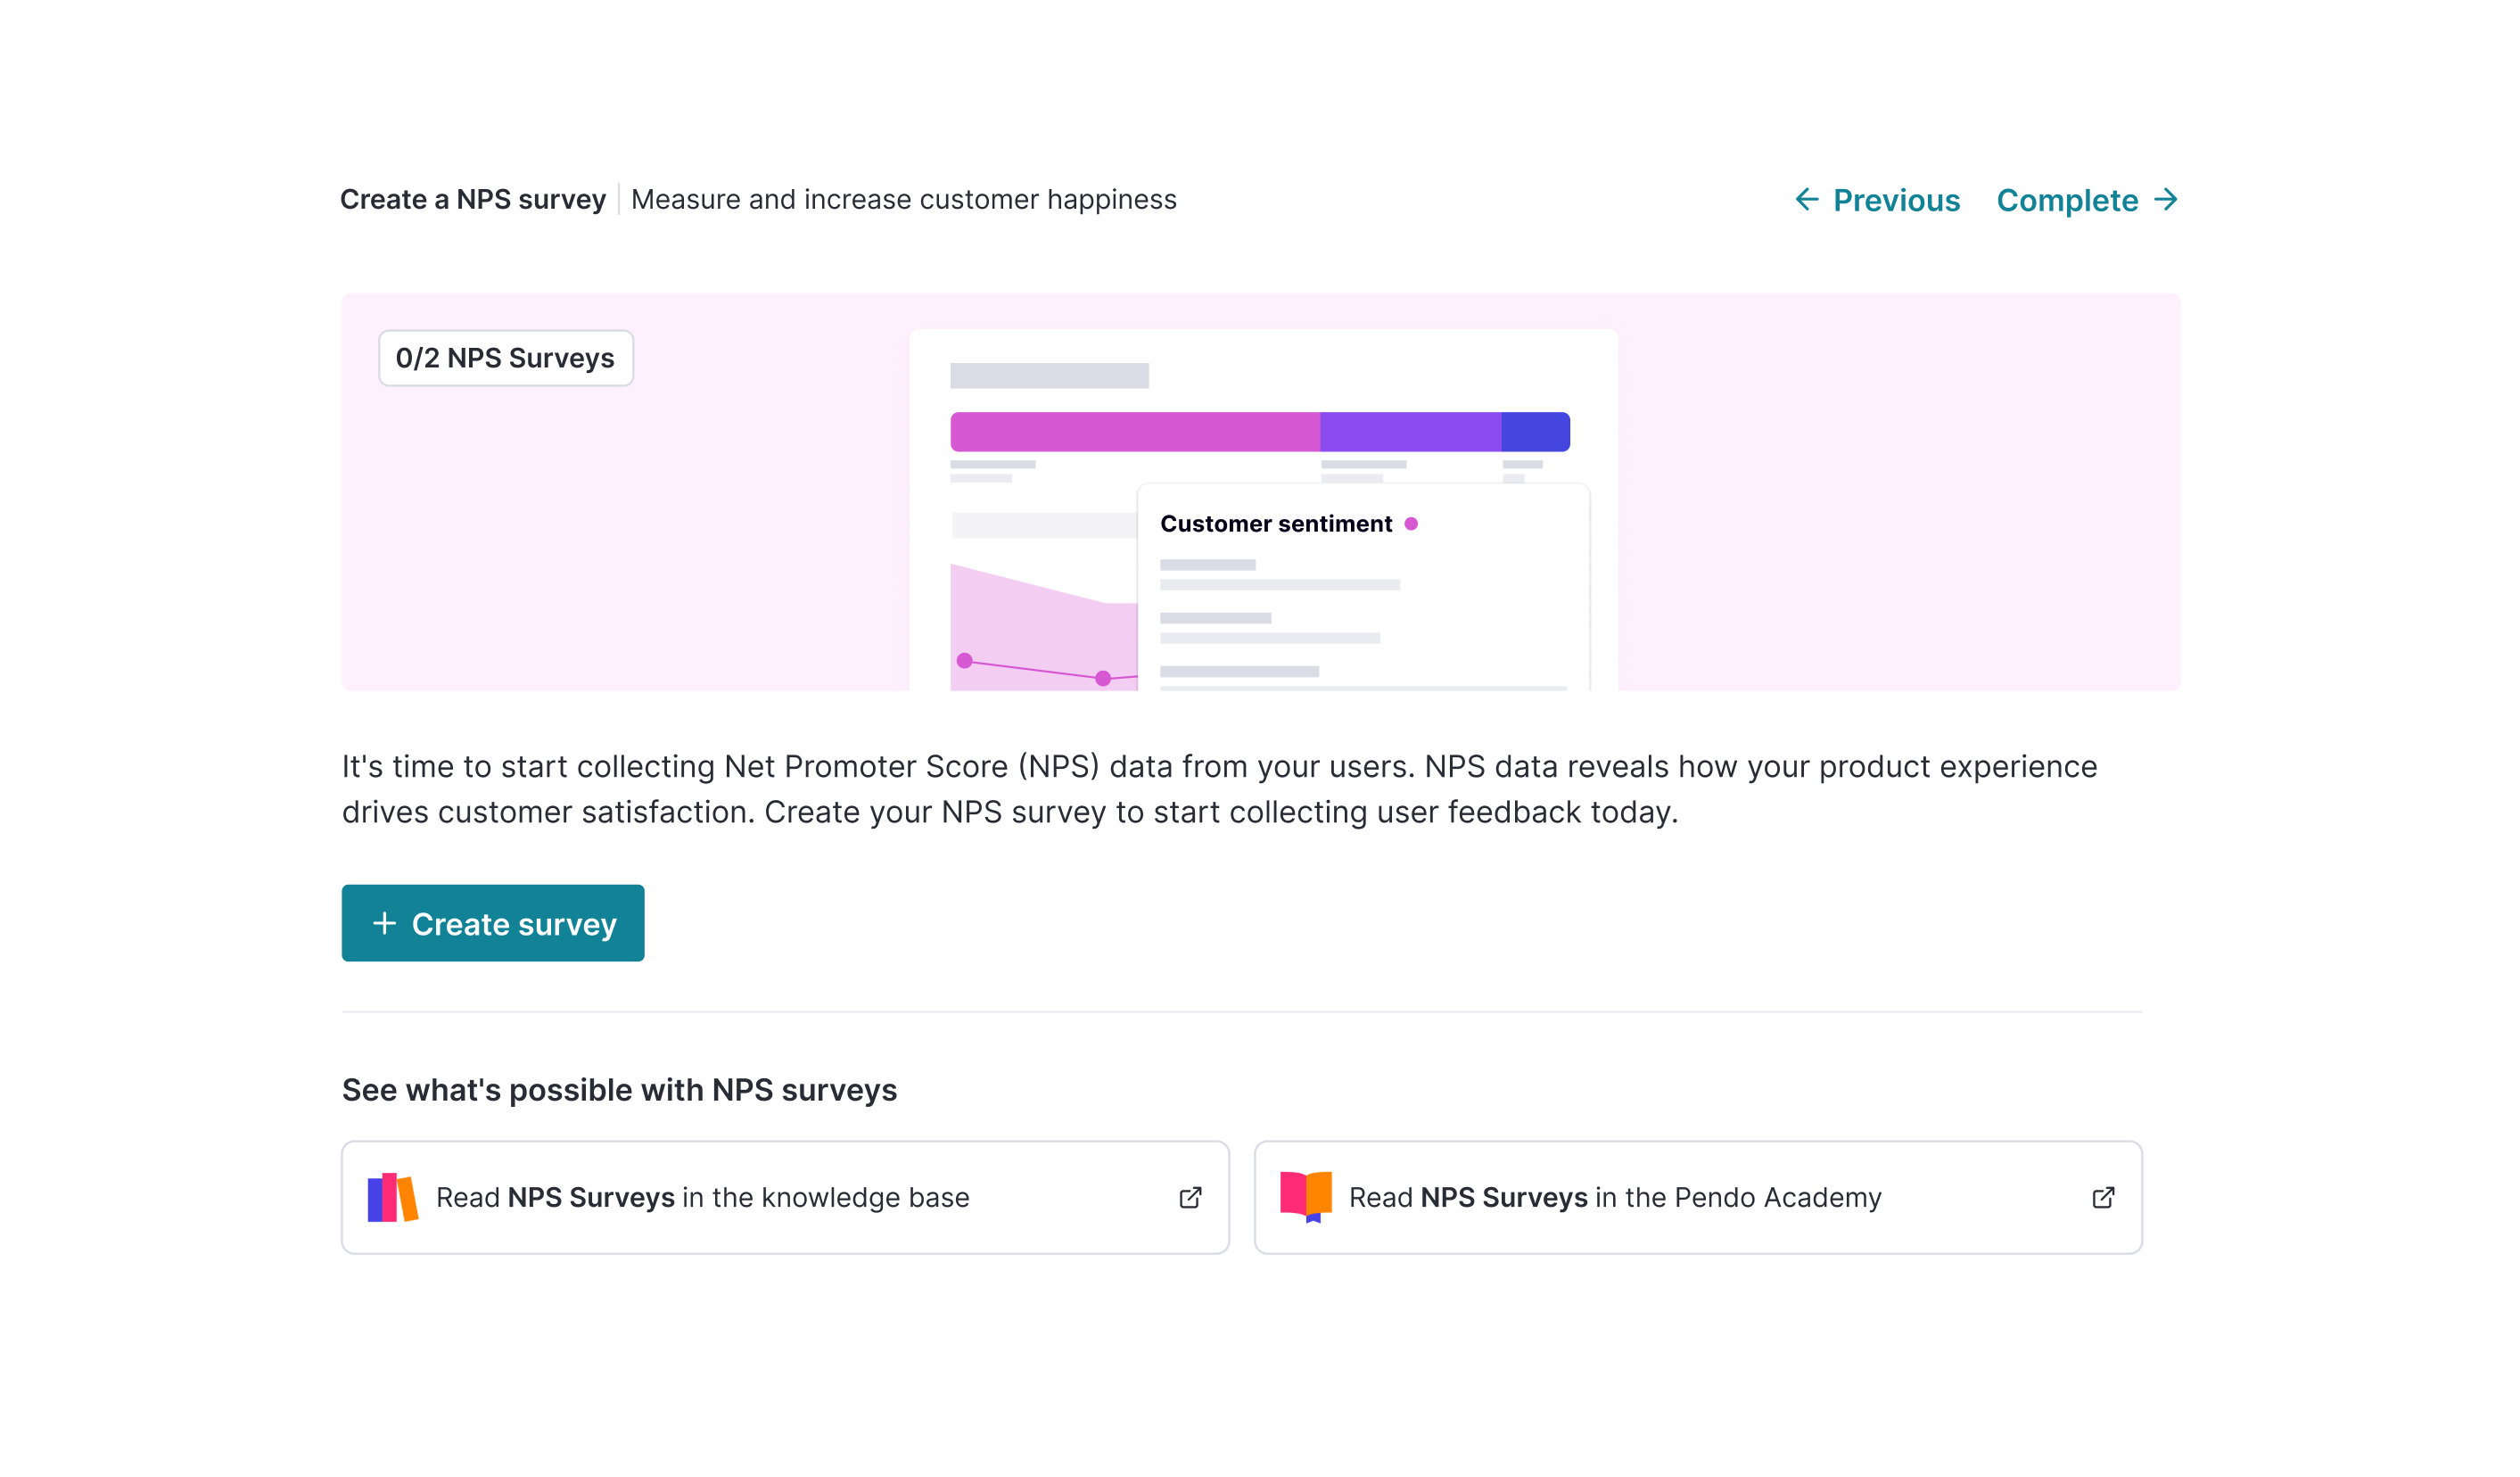 Create a NPS survey Measure and increase customer happiness
Previous Complete
0/2 NPS Surveys
Customer sentiment
It's time to start collecting Net Promoter Score (NPS) data from your users. NPS data reveals how your product experience
drives customer satisfaction. Create your NPS survey to start collecting user feedback today.
Create survey
See what's possible with NPS surveys
Read NPS Surveys in the knowledge base
Read NPS Surveys in the Pendo Academy